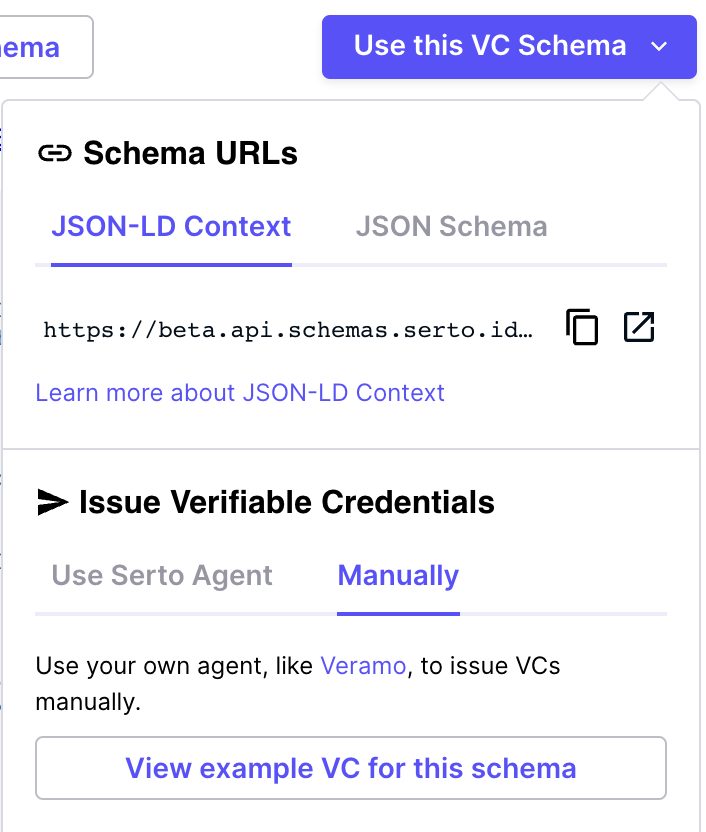 ema
Use this VC Schema
Schema URLs
JSON-LD Context JSON Schema
https://beta.api.schemas.serto.id…
Learn more about JSON-LD Context
Issue Verifiable Credentials
Use Serto Agent Manually
Use your own agent, like Veramo, to issue VCs
manually.
View example VC for this schema